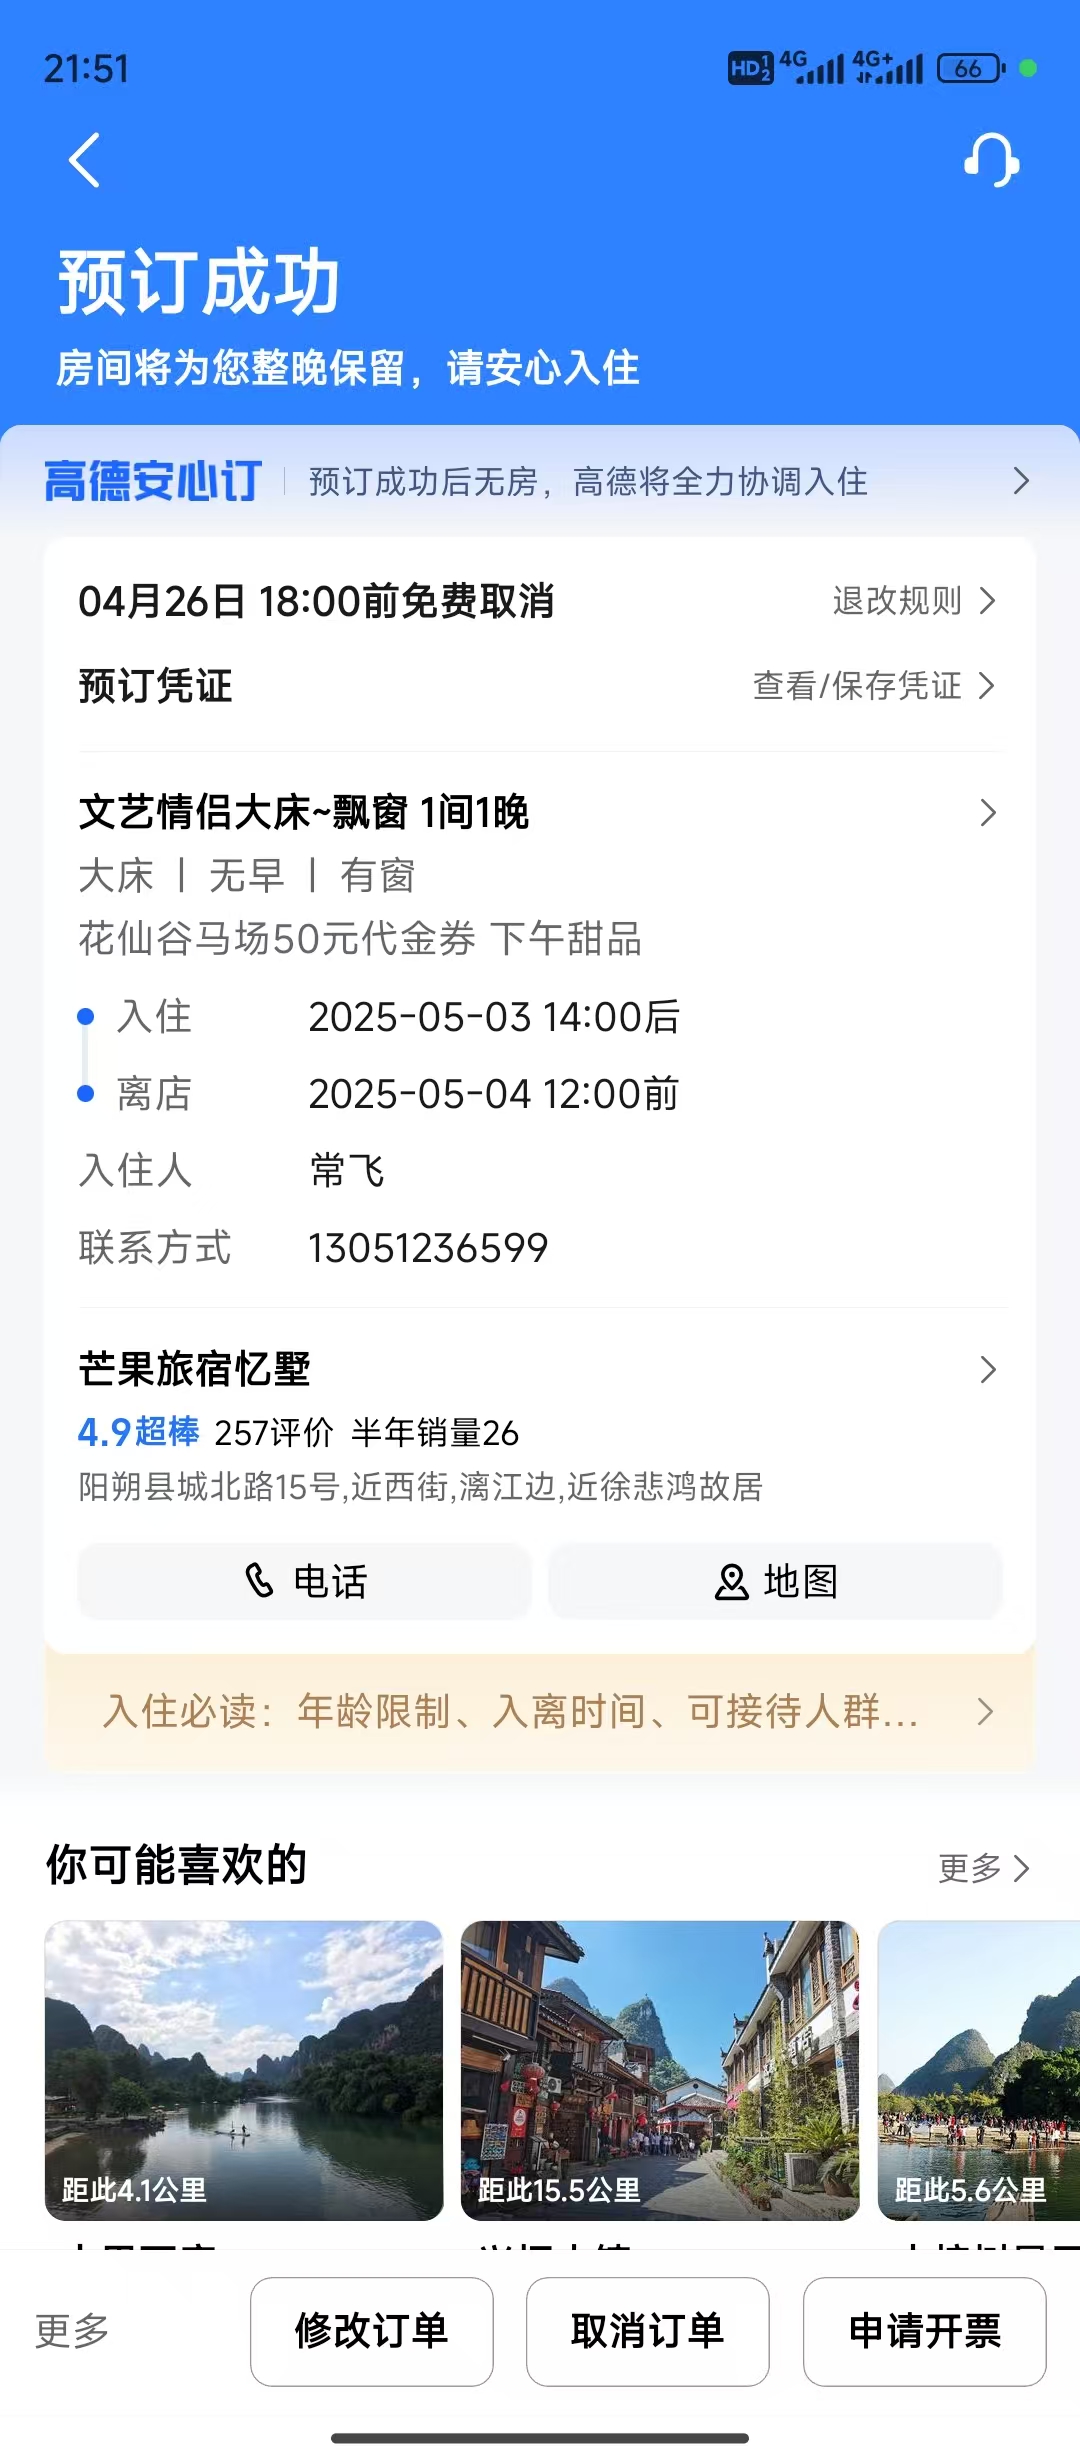 21:51
HD 1 2 4G 4G+ 66
预订成功
房间将为您整晚保留，请安心入住
高德安心订 预订成功后无房，高德将全力协调入住
04月26日 18:00前免费取消 退改规则
预订凭证 查看/保存凭证
文艺情侣大床~飘窗 1间1晚
大床 | 无早 | 有窗
花仙谷马场50元代金券 下午甜品
入住 2025-05-03 14:00后
离店 2025-05-04 12:00前
入住人 常飞
联系方式 13051236599
芒果旅宿忆墅
4.9超棒 257评价 半年销量26
阳朔县城北路15号,近西街,漓江边,近徐悲鸿故居
电话 地图
入住必读：年龄限制、入离时间、可接待人群...
你可能喜欢的 更多
距此4.1公里 距此15.5公里 距此5.6公里
更多 修改订单 取消订单 申请开票